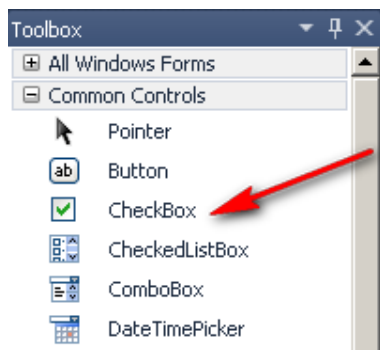 Toolbox
All Windows Forms
Common Controls
Pointer
ab Button
CheckBox
CheckedListBox
ComboBox
DateTimePicker